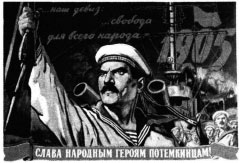 ...наш девиз
...свобода
для всего народа...
1905
СЛАВА НАРОДНЫМ ГЕРОЯМ ПОТЕМКИНЦАМ!